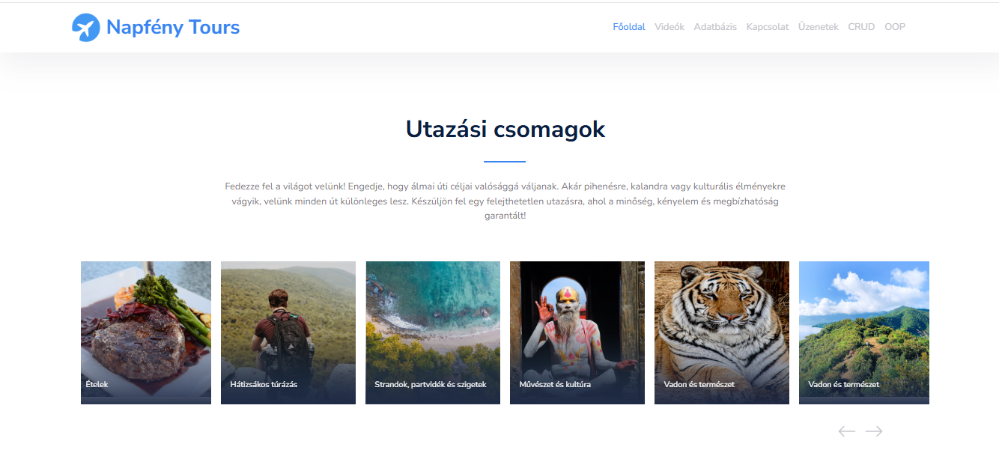 Napfény Tours
Főoldal Videók Adatbázis Kapcsolat Üzenetek CRUD OOP
Utazási csomagok
Fedezze fel a világot velünk! Engedje, hogy álmai úti céljai valósággá váljanak. Akár pihenésre, kalandra vagy kulturális élményekre
vágyik, velünk minden út különleges lesz. Készüljön fel egy felejthetetlen utazásra, ahol a minőség, kényelem és megbízhatóság
garantált!
Ételek
Hátizsákos túrázás
Strandok, partvidék és szigetek
Művészet és kultúra
Vadon és természet
Vadon és természet